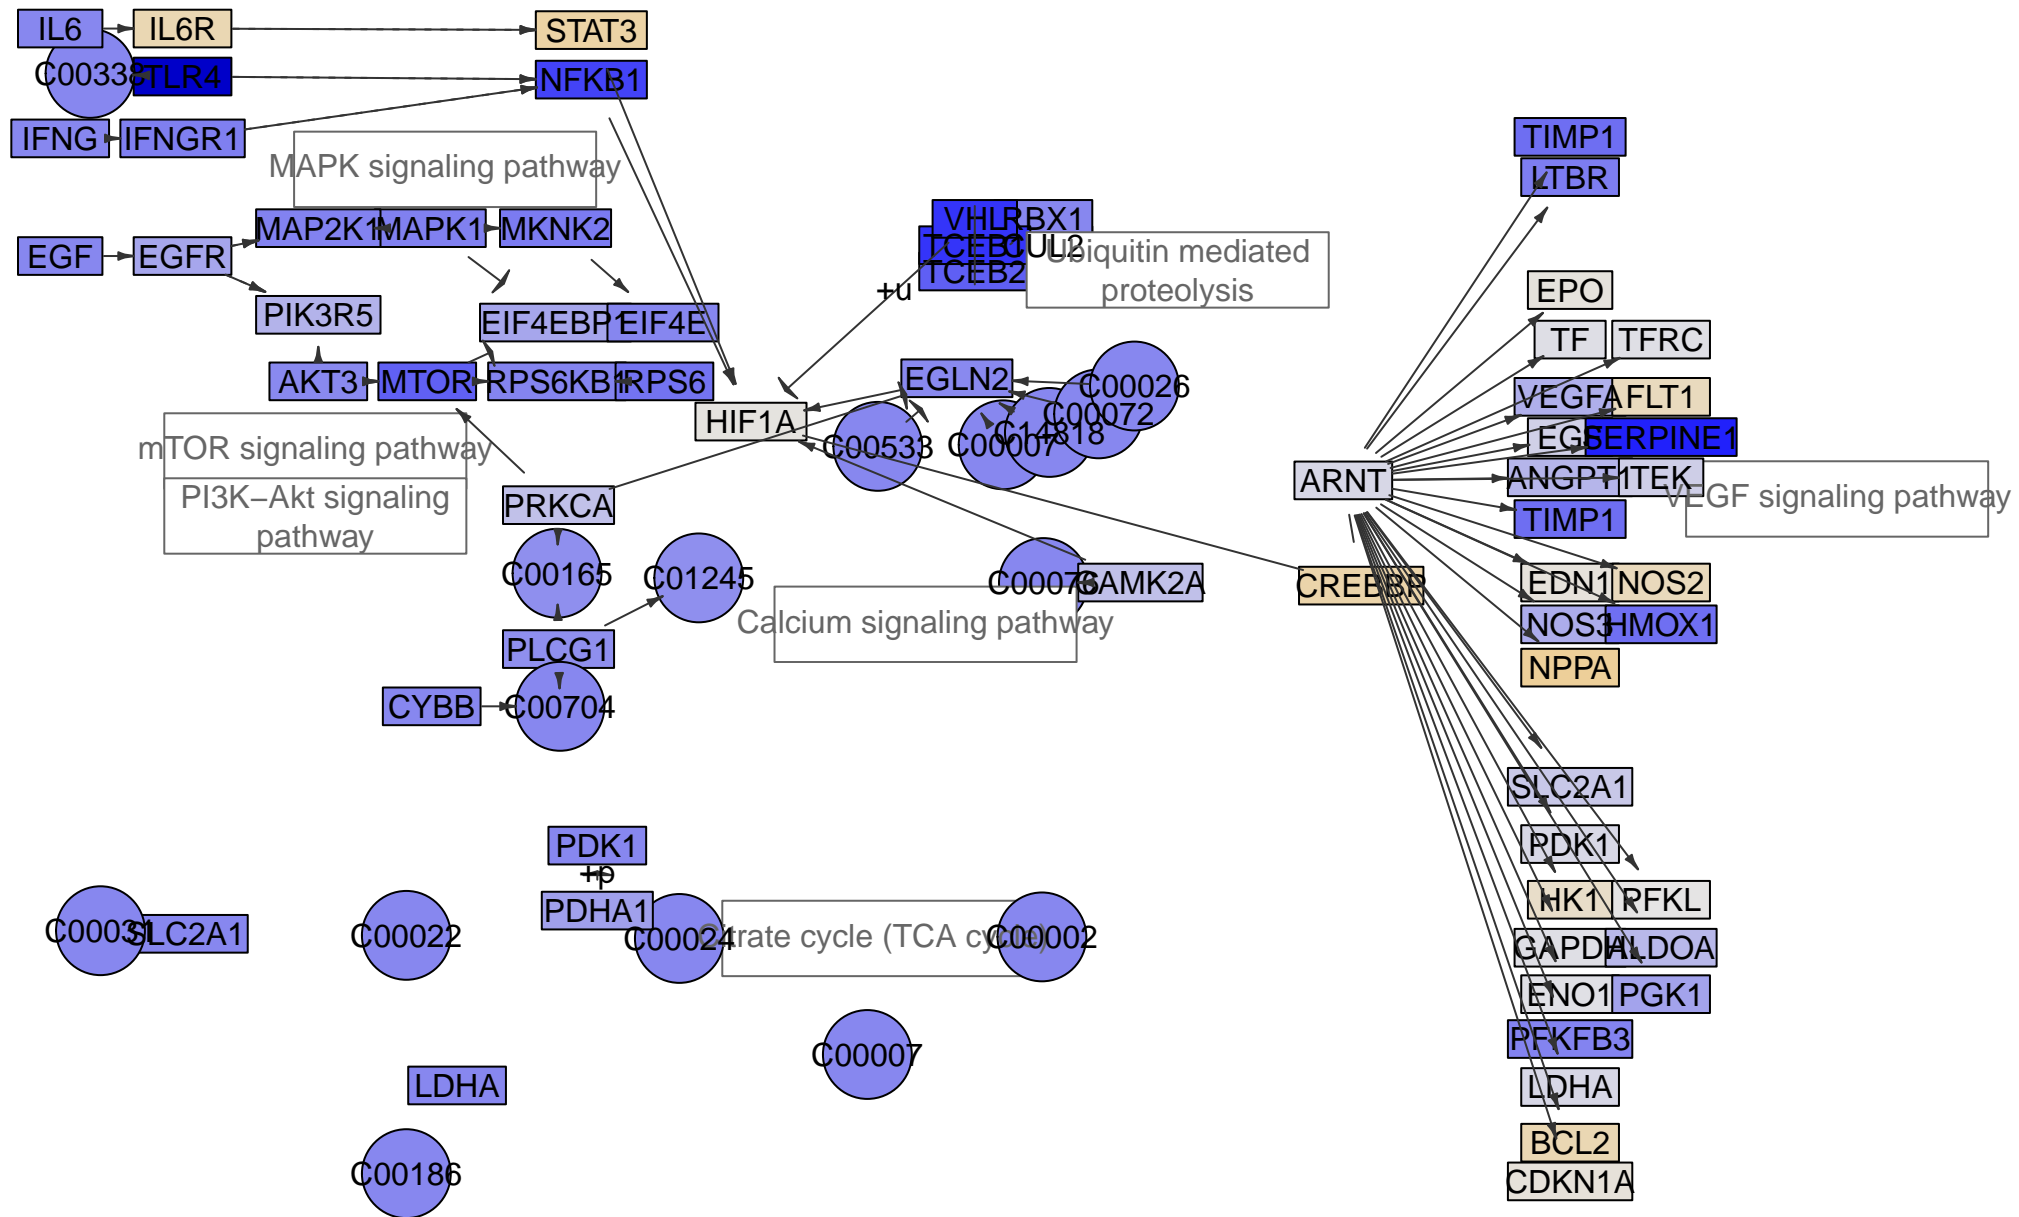 IL6
IL6R
STAT3
C00338
TLR4
NFKB1
IFNG
IFNGR1
TIMP1
MAPK signaling pathway
LTBR
MAP2K1
MAPK1
MKNK2
VHL
RBX1
TCEB1
CUL2
Ubiquitin mediated
proteolysis
EGF
EGFR
TCEB2
+u
EPO
PIK3R5
EIF4EBP1
EIF4E
TF
TFRC
AKT3
MTOR
RPS6KB1
RPS6
EGLN2
C00026
HIF1A
C00072
C14818
C00007
C00533
VEGFA
FLT1
SERPINE1
mTOR signaling pathway
PI3K–Akt signaling
pathway
PRKCA
ARNT
ANGPT1
TEK
VEGF signaling pathway
TIMP1
C00165
C01245
C00076
CAMK2A
CREBBP
EDN1
NOS2
Calcium signaling pathway
NOS3
HMOX1
PLCG1
NPPA
CYBB
C00704
SLC2A1
PDK1
+p
PDK1
PDHA1
HK1
PFKL
C00031
SLC2A1
C00022
C00024
Citrate cycle (TCA cycle)
C00002
GAPDH
ALDOA
ENO1
PGK1
PFKFB3
C00007
LDHA
LDHA
BCL2
C00186
CDKN1A